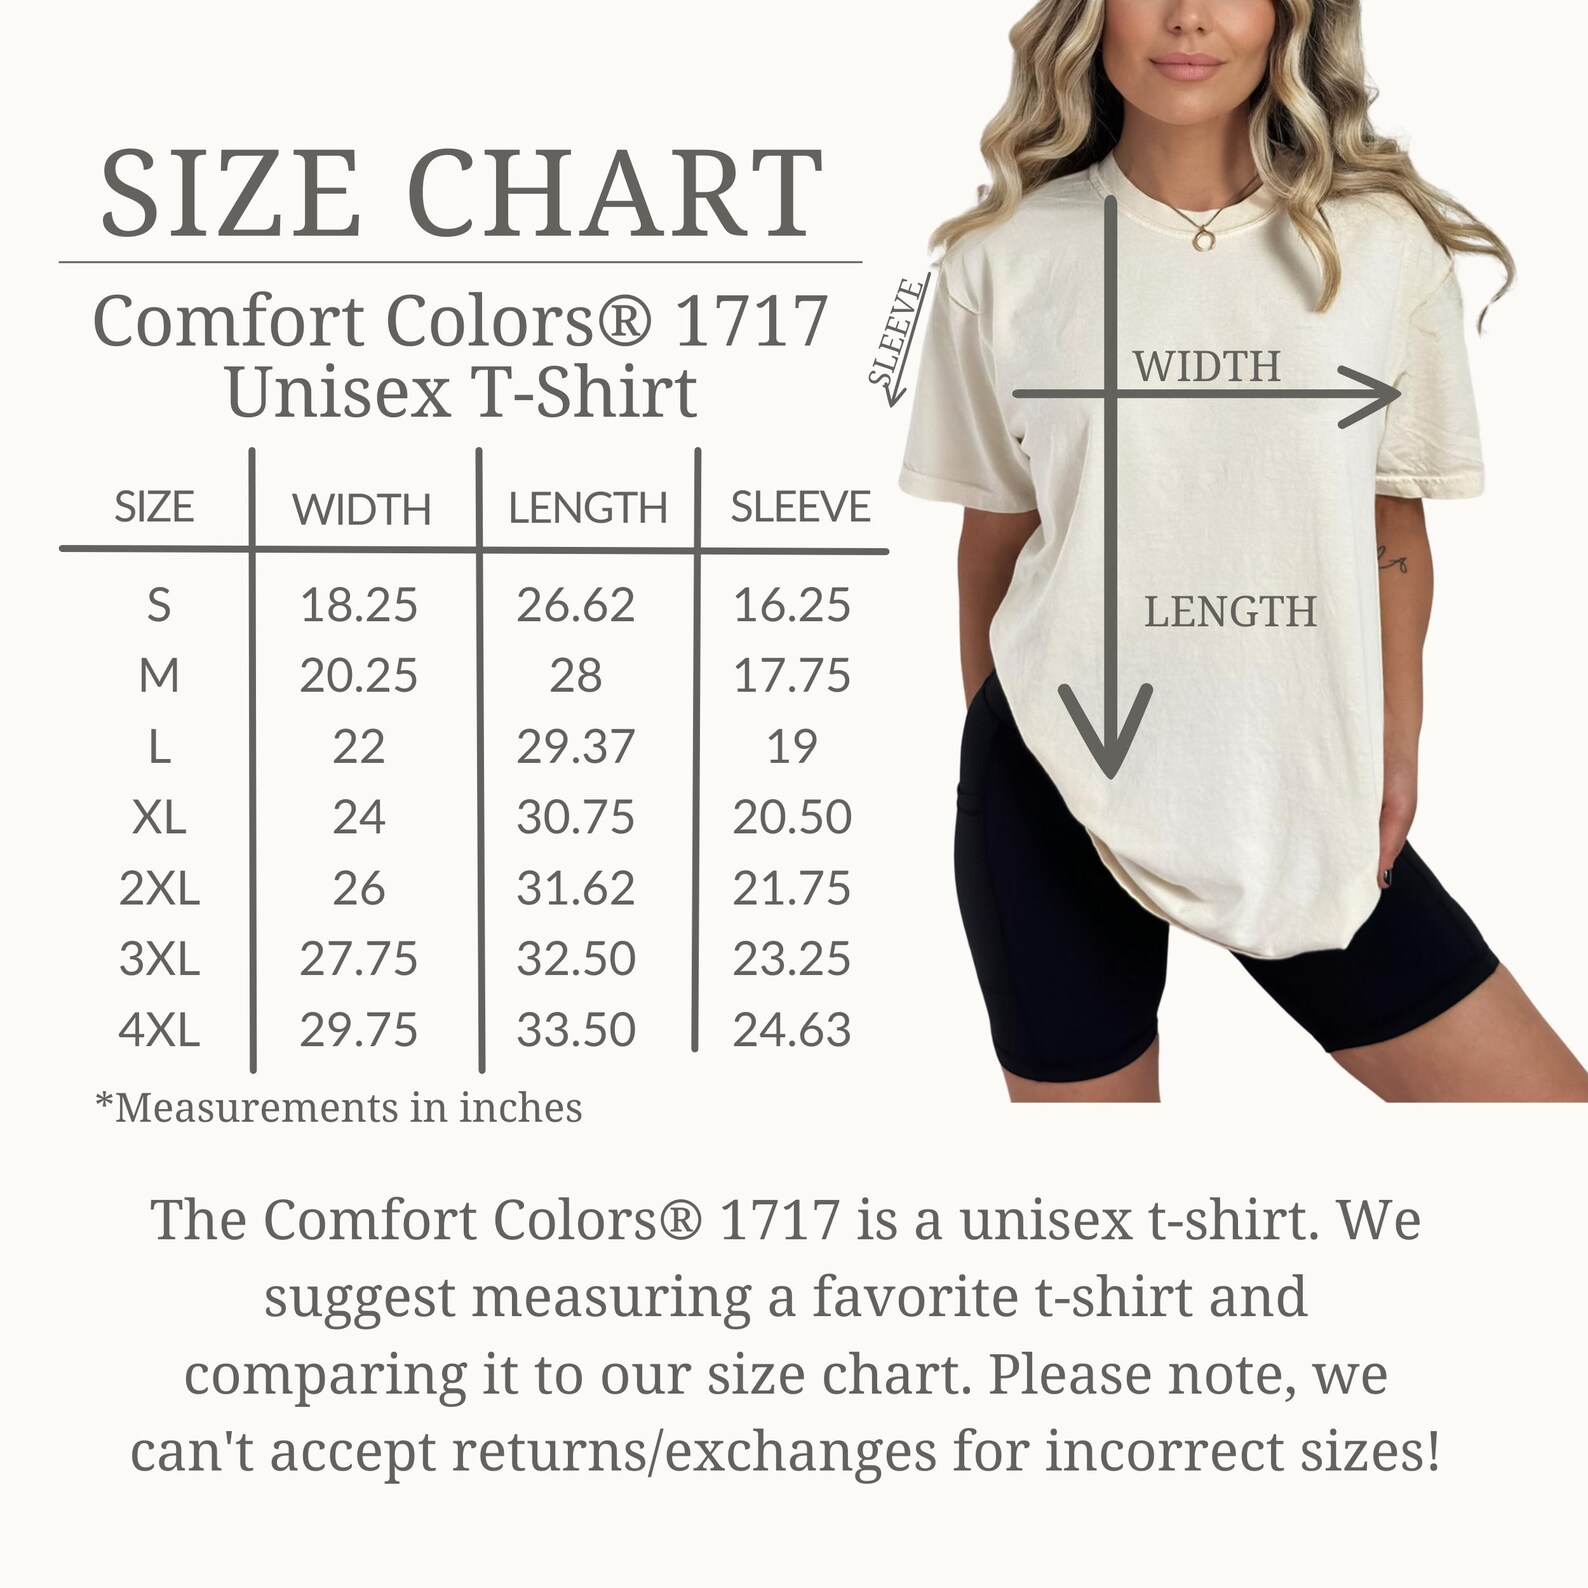 SIZE CHART
Comfort Colors® 1717
Unisex T-Shirt
SIZE WIDTH LENGTH SLEEVE
S 18.25 26.62 16.25
M 20.25 28 17.75
L 22 29.37 19
XL 24 30.75 20.50
2XL 26 31.62 21.75
3XL 27.75 32.50 23.25
4XL 29.75 33.50 24.63
*Measurements in inches
SLEEVE
WIDTH
LENGTH
The Comfort Colors® 1717 is a unisex t-shirt. We
suggest measuring a favorite t-shirt and
comparing it to our size chart. Please note, we
can't accept returns/exchanges for incorrect sizes!